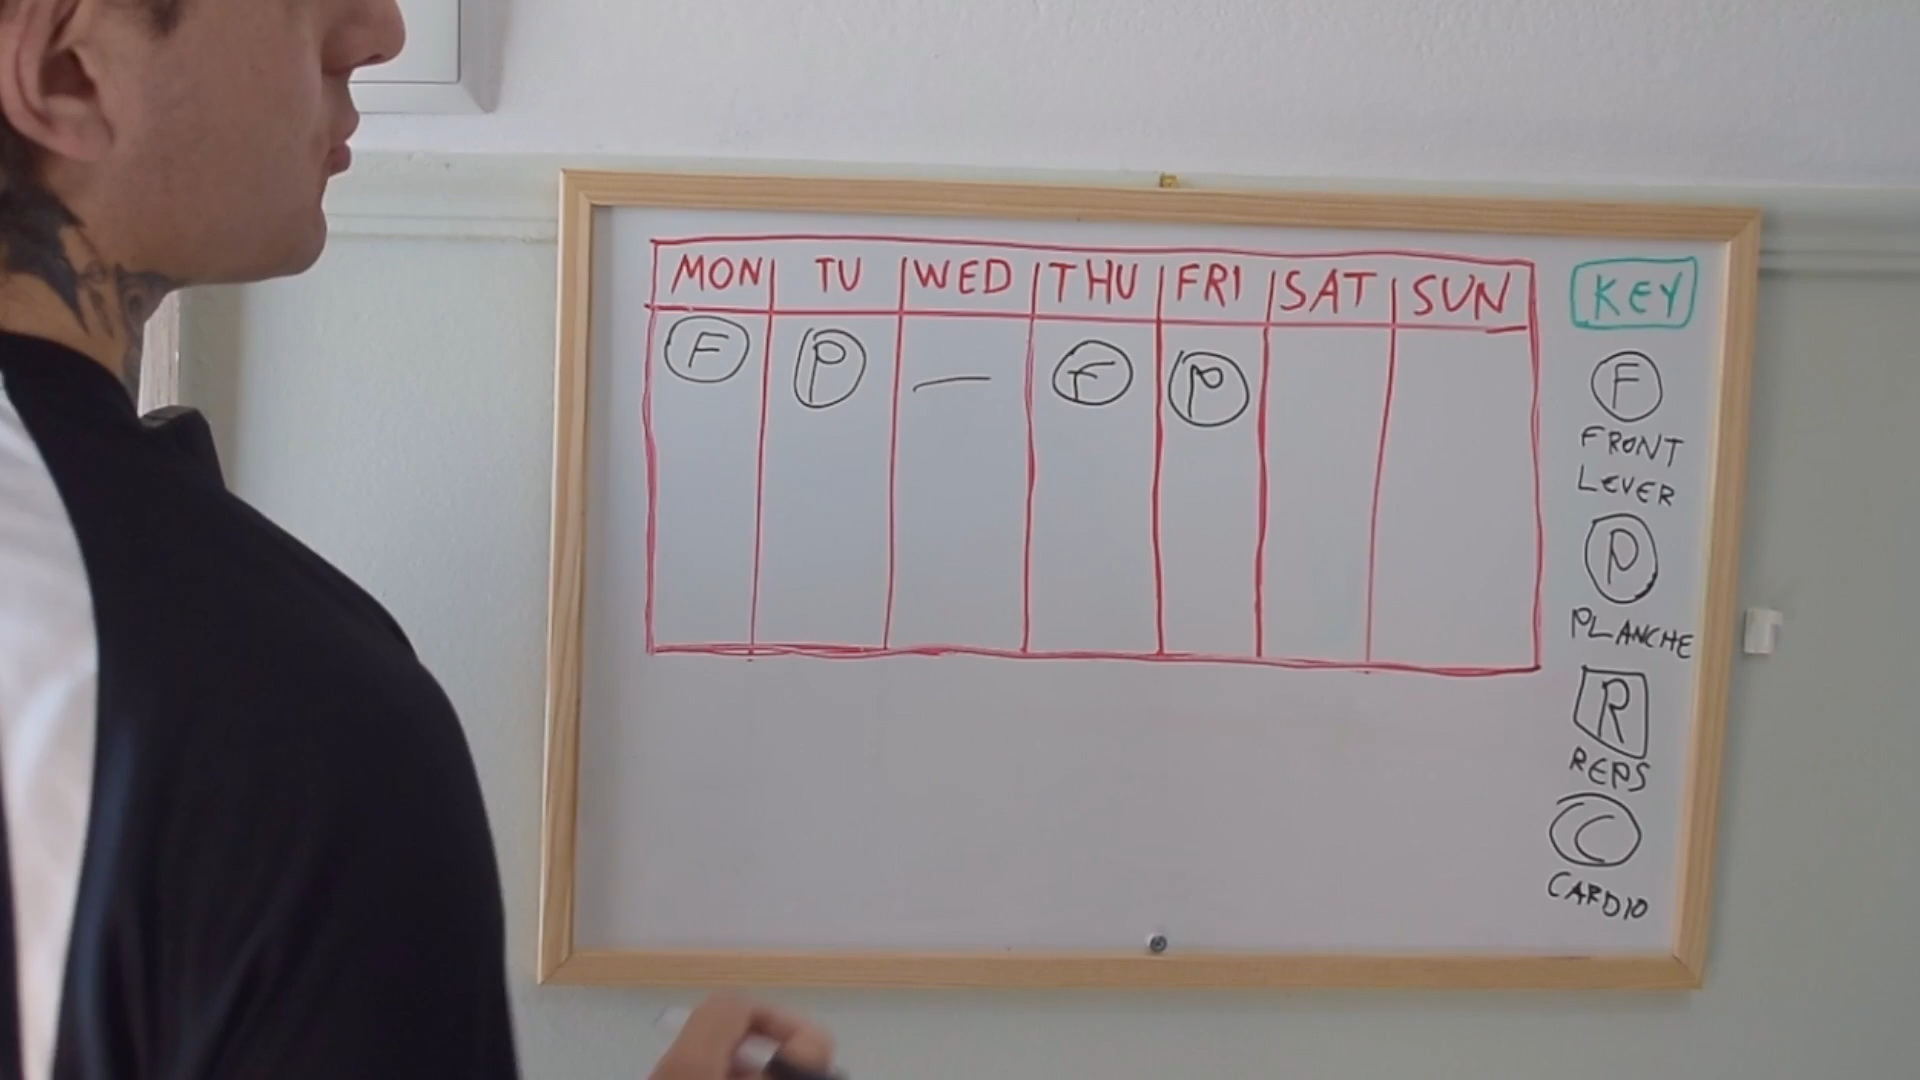 MON TU WED THU FRI SAT SUN
F P — F P
KEY
F
FRONT
LEVER
P
PLANCHE
R
REPS
C
CARDIO